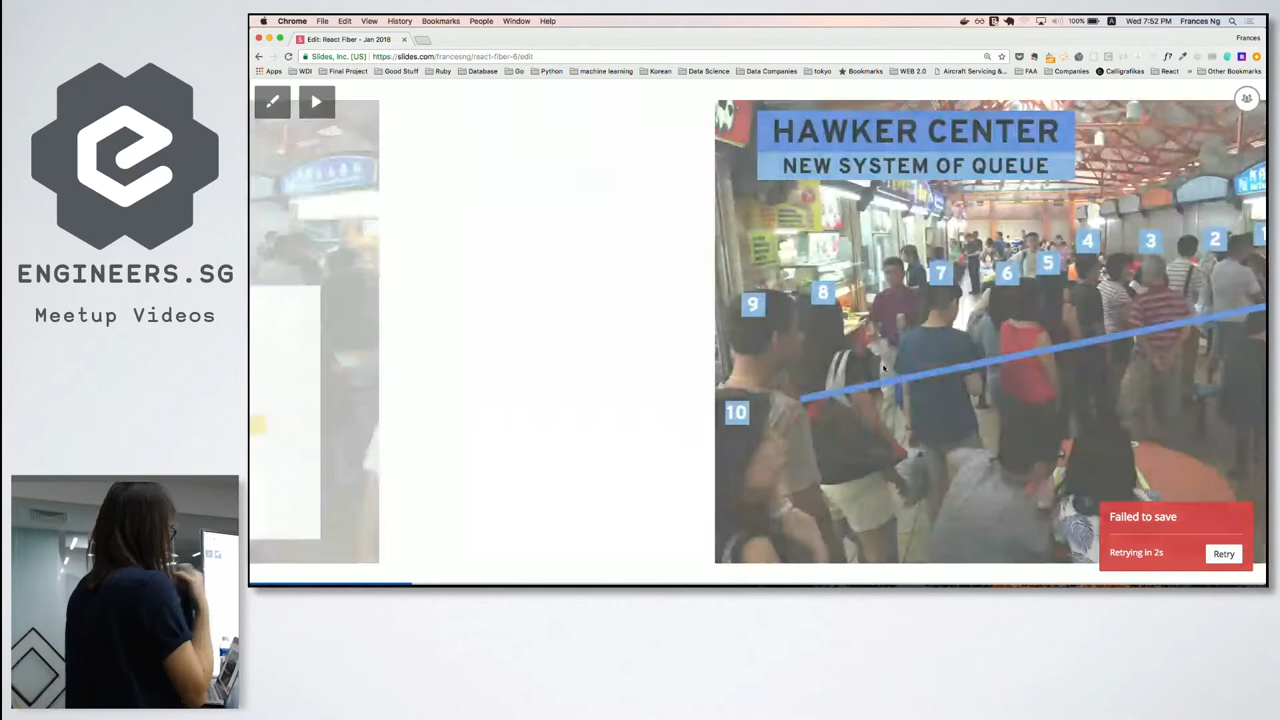 Chrome File Edit View History Bookmarks People Window Help
100% Wed 7:52 PM Frances Ng
Edit: React Fiber - Jan 2018
Frances
Slides, Inc. [US] https://slides.com/francesng/react-fiber-6/edit
Apps WDI Final Project Good Stuff Ruby Database Go Python machine learning Korean Data Science Data Companies tokyo Bookmarks WEB 2.0 Aircraft Servicing &... FAA Companies Calligrafikas React » Other Bookmarks
HAWKER CENTER
NEW SYSTEM OF QUEUE
1
2
3
4
5
6
7
8
9
10
Failed to save
Retrying in 2s
Retry
ENGINEERS.SG
Meetup Videos